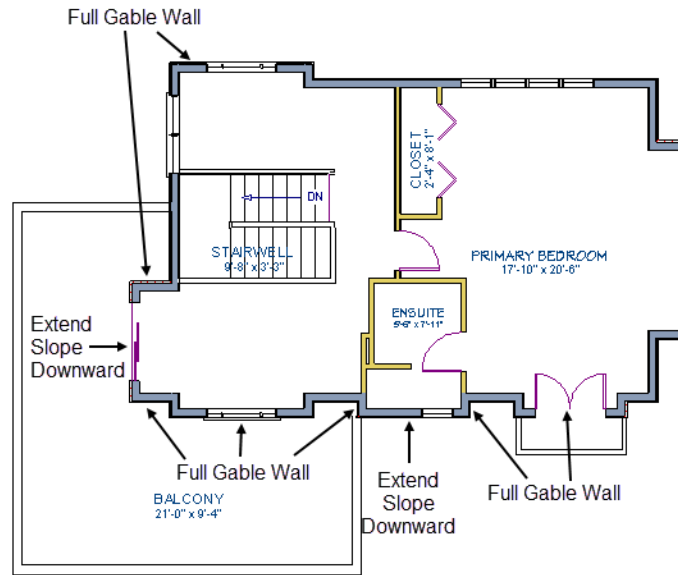 Full Gable Wall
CLOSET
2'-4" x 8'-1"
DN
STAIRWELL
9'-8" x 3'-3"
PRIMARY BEDROOM
17'-10" x 20'-6"
ENSUITE
5'-6" x 7'-11"
Extend
Slope
Downward
Full Gable Wall
BALCONY
21'-0" x 9'-4"
Extend
Slope
Downward
Full Gable Wall